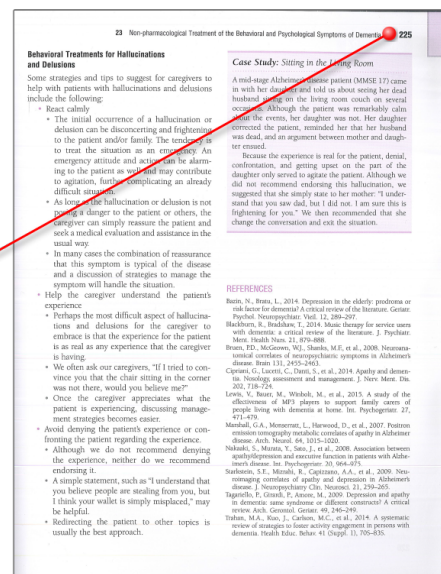 23 Non-pharmacological Treatment of the Behavioral and Psychological Symptoms of Dementia 225
Behavioral Treatments for Hallucinations
and Delusions
Some strategies and tips to suggest for caregivers to
help with patients with hallucinations and delusions
include the following:
• React calmly
• The initial occurrence of a hallucination or
delusion can be disconcerting and frightening
to the patient and/or family. The tendency is
to treat the situation as an emergency. An
emergency attitude and action can be alarm-
ing to the patient as well and may contribute
to agitation, further complicating an already
difficult situation.
• As long as the hallucination or delusion is not
posing a danger to the patient or others, the
caregiver can simply reassure the patient and
seek a medical evaluation and assistance in the
usual way.
• In many cases the combination of reassurance
that this symptom is typical of the disease
and a discussion of strategies to manage the
symptom will handle the situation.
• Help the caregiver understand the patient's
experience
• Perhaps the most difficult aspect of hallucina-
tions and delusions for the caregiver to
embrace is that the experience for the patient
is as real as any experience that the caregiver
is having.
• We often ask our caregivers, "If I tried to con-
vince you that the chair sitting in the corner
was not there, would you believe me?"
• Once the caregiver appreciates what the
patient is experiencing, discussing manage-
ment strategies becomes easier.
• Avoid denying the patient's experience or con-
fronting the patient regarding the experience.
• Although we do not recommend denying
the experience, neither do we recommend
endorsing it.
• A simple statement, such as "I understand that
you believe people are stealing from you, but
I think your wallet is simply misplaced," may
be helpful.
• Redirecting the patient to other topics is
usually the best approach.
Case Study: Sitting in the Living Room
A mid-stage Alzheimer's disease patient (MMSE 17) came
in with her daughter and told us about seeing her dead
husband sitting on the living room couch on several
occasions. Although the patient was remarkably calm
about the events, her daughter was not. Her daughter
corrected the patient, reminded her that her husband
was dead, and an argument between mother and daugh-
ter ensued.
Because the experience is real for the patient, denial,
confrontation, and getting upset on the part of the
daughter only served to agitate the patient. Although we
did not recommend endorsing this hallucination, we
suggested that she simply state to her mother: "I under-
stand that you saw dad, but I did not. I am sure this is
frightening for you." We then recommended that she
change the conversation and exit the situation.
REFERENCES
Bazin, N., Bratu, L., 2014. Depression in the elderly: prodroma or
risk factor for dementia? A critical review of the literature. Geriatr.
Psychol. Neuropsychiatr. Vieil. 12, 289–297.
Blackburn, R., Bradshaw, T., 2014. Music therapy for service users
with dementia: a critical review of the literature. J. Psychiatr.
Ment. Health Nurs. 21, 879–888.
Bruen, P.D., McGeown, W.J., Shanks, M.F., et al., 2008. Neuroana-
tomical correlates of neuropsychiatric symptoms in Alzheimer's
disease. Brain 131, 2455–2463.
Cipriani, G., Lucetti, C., Danti, S., et al., 2014. Apathy and demen-
tia. Nosology, assessment and management. J. Nerv. Ment. Dis.
202, 718–724.
Lewis, V., Bauer, M., Winbolt, M., et al., 2015. A study of the
effectiveness of MP3 players to support family carers of
people living with dementia at home. Int. Psychogeriatr. 27,
471–479.
Marshall, G.A., Monserratt, L., Harwood, D., et al., 2007. Positron
emission tomography metabolic correlates of apathy in Alzheimer
disease. Arch. Neurol. 64, 1015–1020.
Nakaaki, S., Murata, Y., Sato, J., et al., 2008. Association between
apathy/depression and executive function in patients with Alzhe-
imer's disease. Int. Psychogeriatr. 20, 964–975.
Starkstein, S.E., Mizrahi, R., Capizzano, A.A., et al., 2009. Neu-
roimaging correlates of apathy and depression in Alzheimer's
disease. J. Neuropsychiatry Clin. Neurosci. 21, 259–265.
Tagariello, P., Girardi, P., Amore, M., 2009. Depression and apathy
in dementia: same syndrome or different constructs? A critical
review. Arch. Gerontol. Geriatr. 49, 246–249.
Trahan, M.A., Kuo, J., Carlson, M.C., et al., 2014. A systematic
review of strategies to foster activity engagement in persons with
dementia. Health Educ. Behav. 41 (Suppl. 1), 70S–83S.